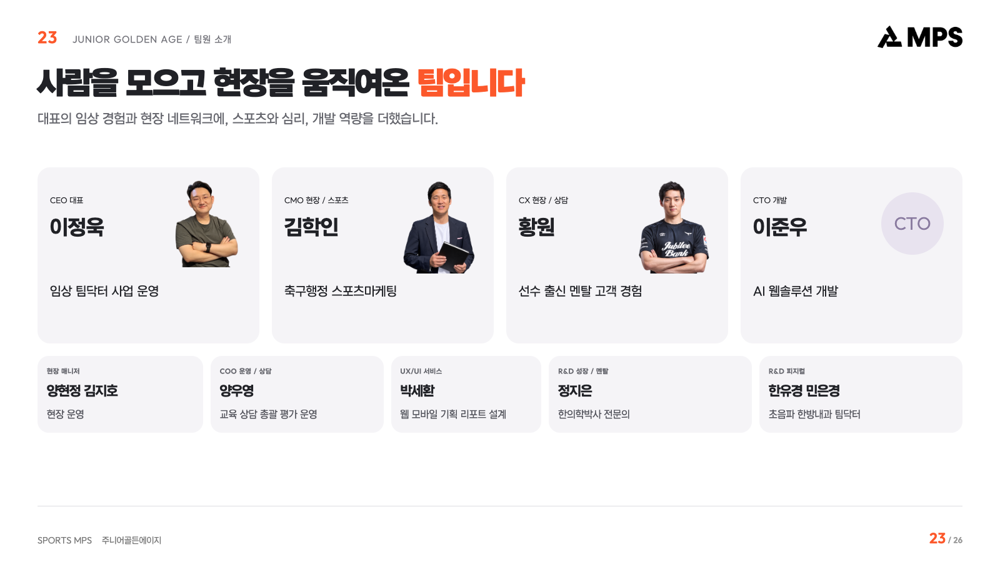 23 JUNIOR GOLDEN AGE / 팀원 소개
MPS
사람을 모으고 현장을 움직여온 팀입니다
대표의 임상 경험과 현장 네트워크에, 스포츠와 심리, 개발 역량을 더했습니다.
CEO 대표
이정욱
임상 팀닥터 사업 운영
CMO 현장 / 스포츠
김학인
축구행정 스포츠마케팅
CX 현장 / 상담
황원
Jubilee
Bank
선수 출신 멘탈 고객 경험
CTO 개발
이준우
CTO
AI 웹솔루션 개발
현장 매니저
양현정 김지호
현장 운영
COO 운영 / 상담
양우영
교육 상담 총괄 평가 운영
UX/UI 서비스
박세환
웹 모바일 기획 리포트 설계
R&D 성장 / 멘탈
정지은
한의학박사 전문의
R&D 피지컬
한유경 민은경
초음파 한방내과 팀닥터
SPORTS MPS 주니어골든에이지
23 / 26